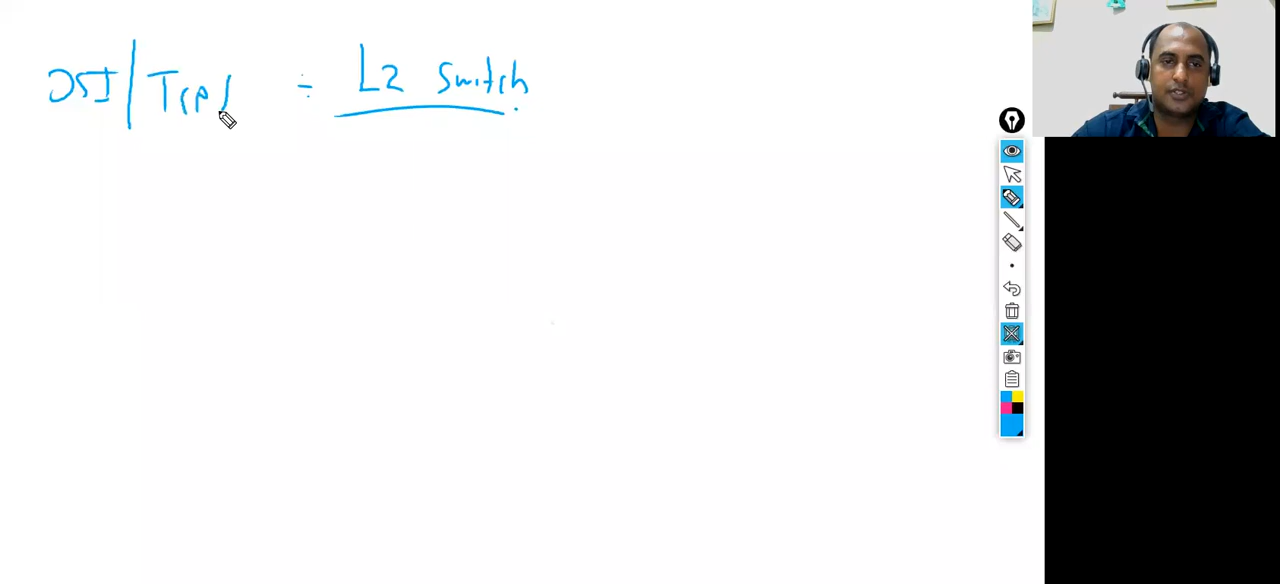 OSI | TCP/ : L2 Switch